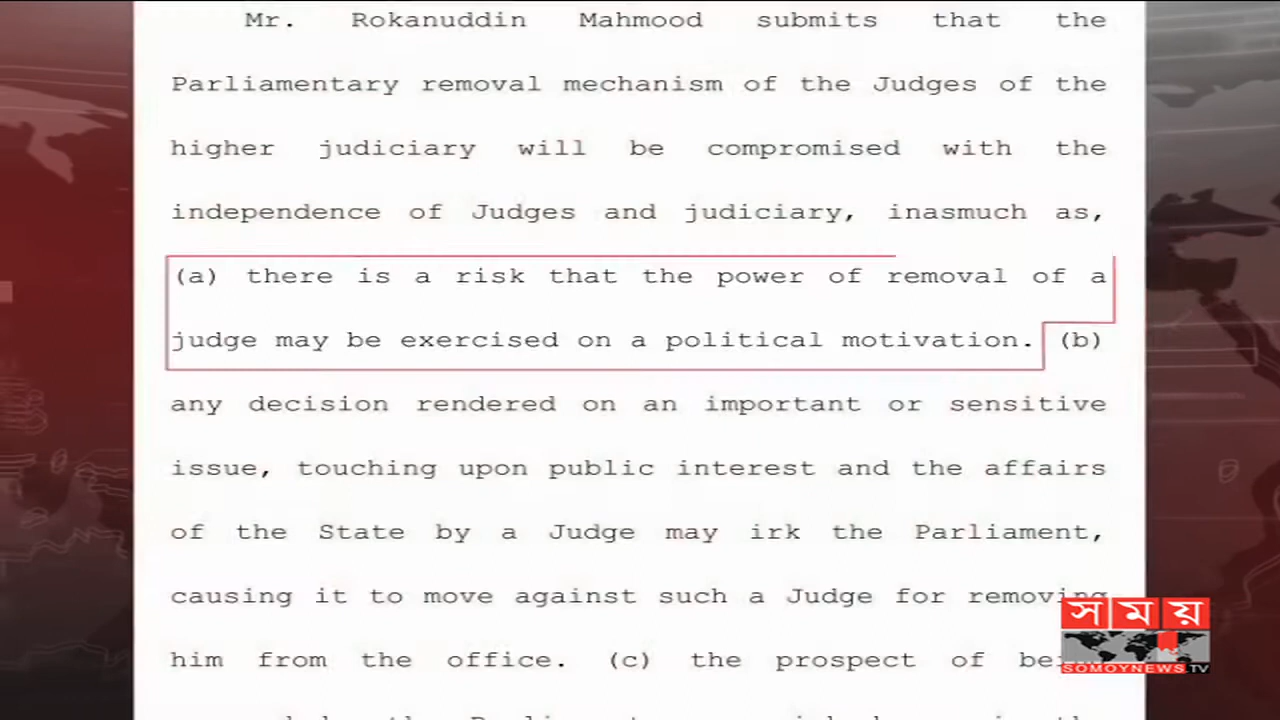 Mr. Rokanuddin Mahmood submits that the
Parliamentary removal mechanism of the Judges of the
higher judiciary will be compromised with the
independence of Judges and judiciary, inasmuch as,
(a) there is a risk that the power of removal of a
judge may be exercised on a political motivation. (b)
any decision rendered on an important or sensitive
issue, touching upon public interest and the affairs
of the State by a Judge may irk the Parliament,
causing it to move against such a Judge for removing
him from the office. (c) the prospect of
সময়
SOMOYNEWS.TV